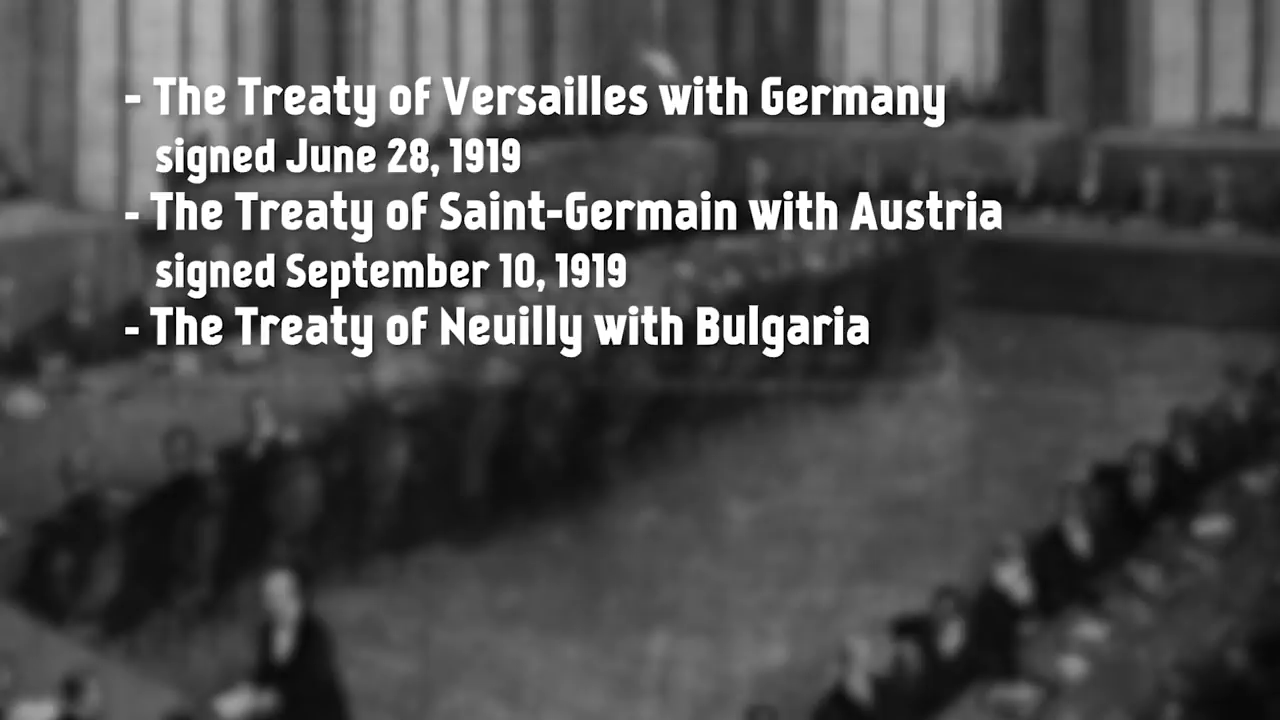 - The Treaty of Versailles with Germany
signed June 28, 1919
- The Treaty of Saint-Germain with Austria
signed September 10, 1919
- The Treaty of Neuilly with Bulgaria